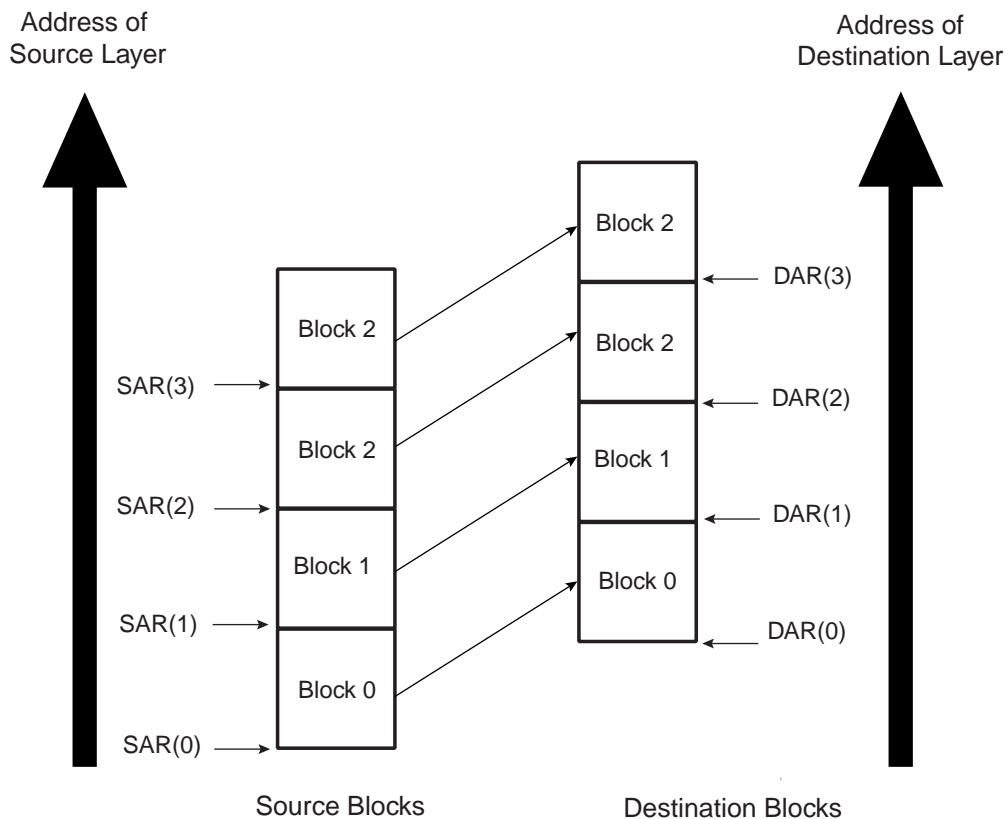 Address of
Source Layer
Address of
Destination Layer
Block 2
Block 2
DAR(3)
Block 2
SAR(3)
Block 2
DAR(2)
Block 1
SAR(2)
DAR(1)
Block 1
Block 0
SAR(1)
DAR(0)
Block 0
SAR(0)
Source Blocks
Destination Blocks